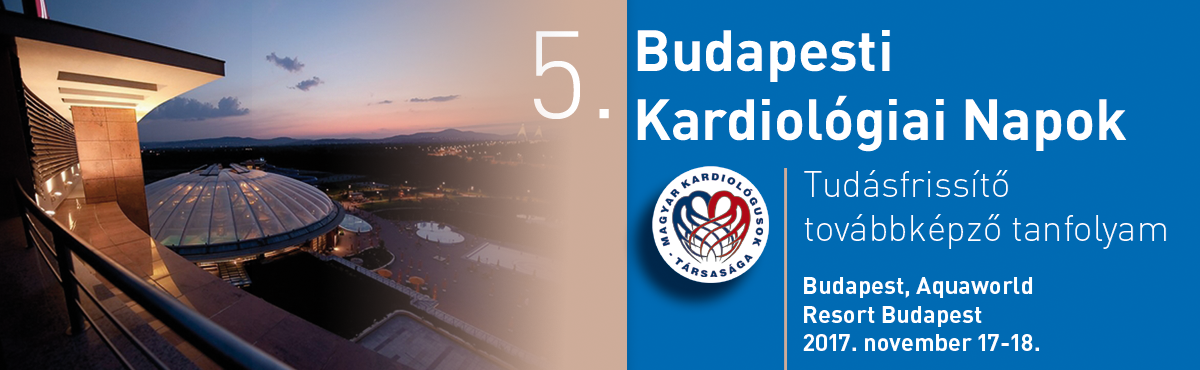 5. Budapesti
Kardiológiai Napok
MAGYAR KARDIOLÓGUSOK
- TÁRSASÁGA -
Tudásfrissítő
továbbképző tanfolyam
Budapest, Aquaworld
Resort Budapest
2017. november 17-18.